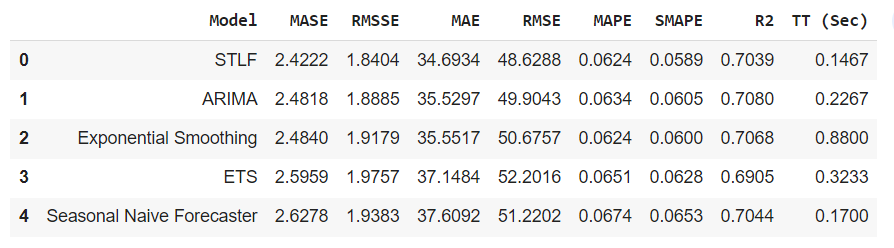 Model MASE RMSSE MAE RMSE MAPE SMAPE R2 TT (Sec)
0 STLF 2.4222 1.8404 34.6934 48.6288 0.0624 0.0589 0.7039 0.1467
1 ARIMA 2.4818 1.8885 35.5297 49.9043 0.0634 0.0605 0.7080 0.2267
2 Exponential Smoothing 2.4840 1.9179 35.5517 50.6757 0.0624 0.0600 0.7068 0.8800
3 ETS 2.5959 1.9757 37.1484 52.2016 0.0651 0.0628 0.6905 0.3233
4 Seasonal Naive Forecaster 2.6278 1.9383 37.6092 51.2202 0.0674 0.0653 0.7044 0.1700